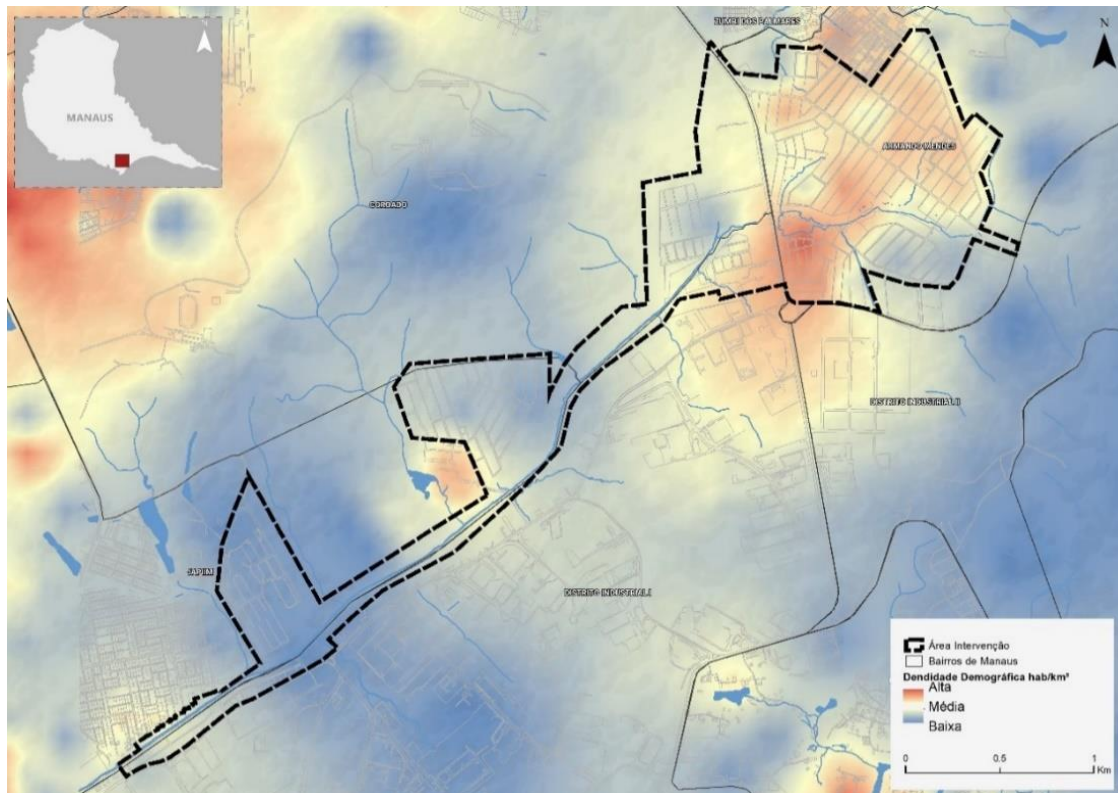 N
MANAUS
ZUMBI DOS PALMARES
N
ARMANDO MENDES
COROADO
DISTRITO INDUSTRIAL II
JAPIIM
DISTRITO INDUSTRIAL I
Área Intervenção
Bairros de Manaus
Dendidade Demográfica hab/km²
Alta
Média
Baixa
0 0.5 1
Km